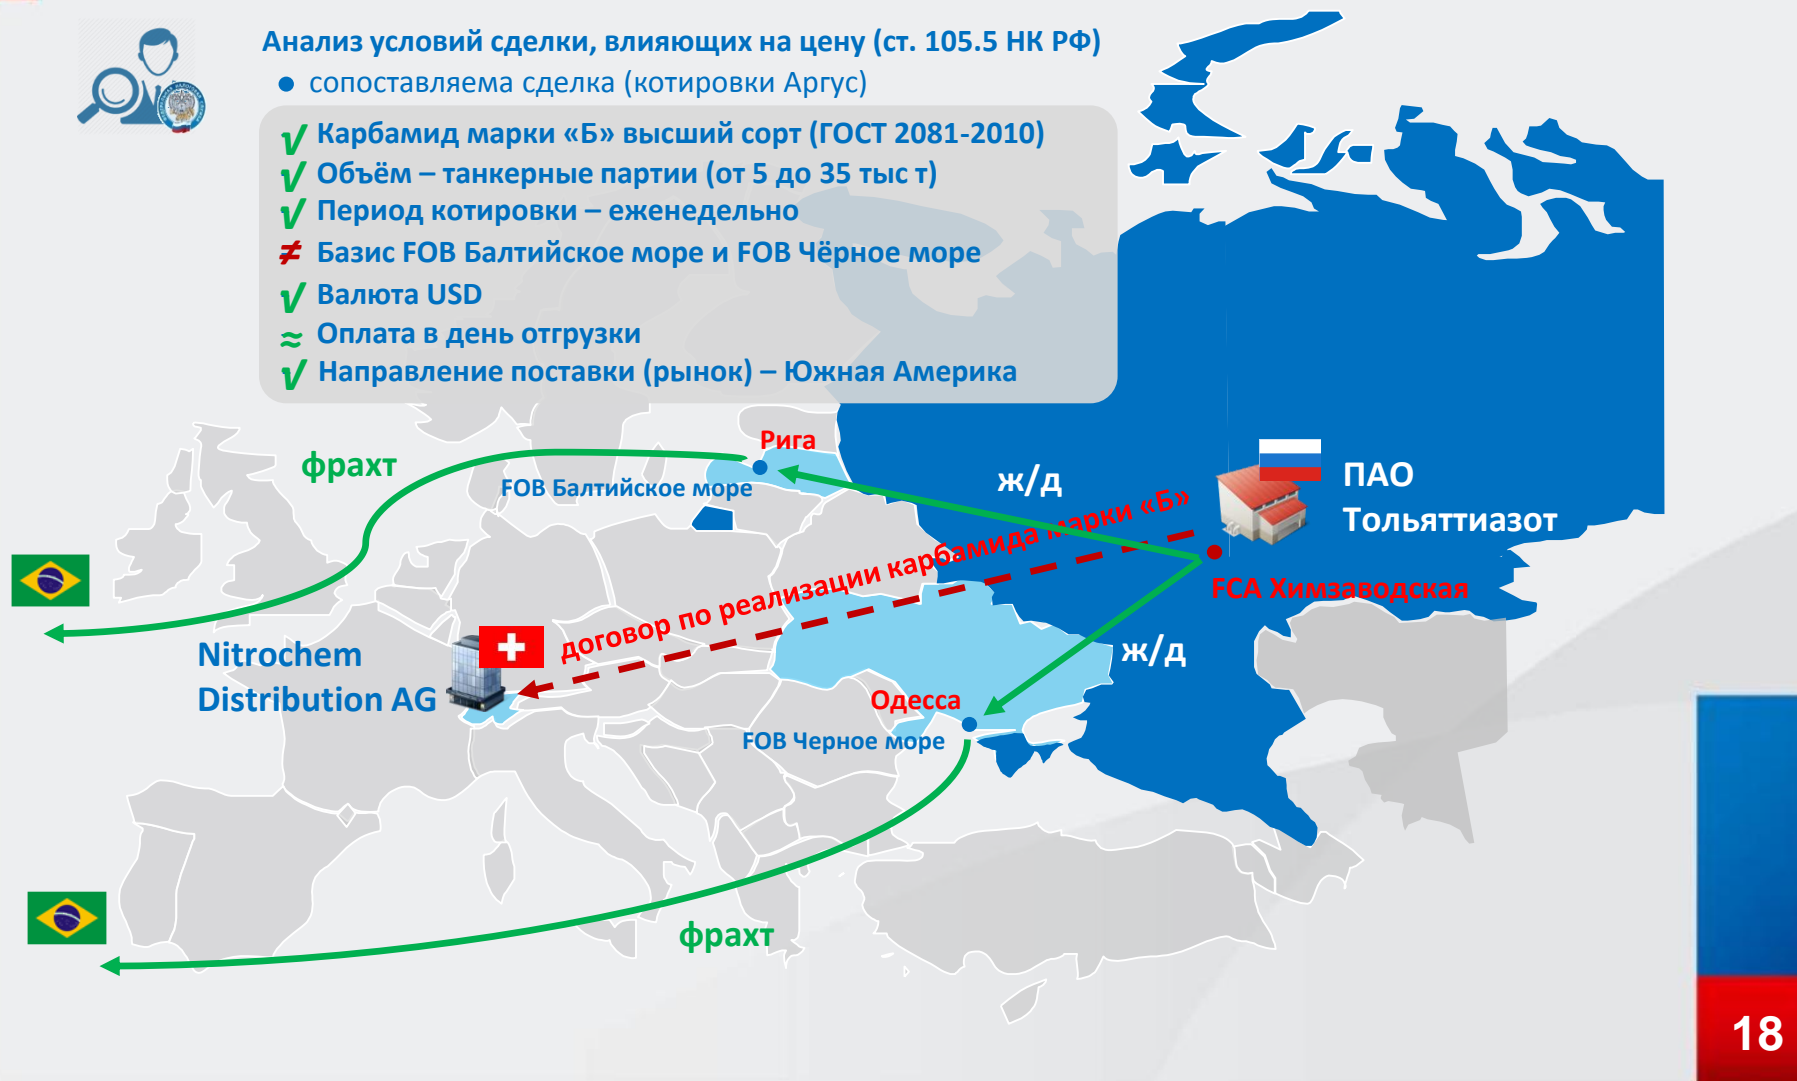 Анализ условий сделки, влияющих на цену (ст. 105.5 НК РФ)
● сопоставляема сделка (котировки Аргус)
√ Карбамид марки «Б» высший сорт (ГОСТ 2081-2010)
√ Объём – танкерные партии (от 5 до 35 тыс т)
√ Период котировки – еженедельно
≠ Базис FOB Балтийское море и FOB Чёрное море
√ Валюта USD
≈ Оплата в день отгрузки
√ Направление поставки (рынок) – Южная Америка
Рига
фрахт
FOB Балтийское море
ж/д
ПАО
Тольяттиазот
договор по реализации карбамида марки «Б»
FCA Химзаводская
Nitrochem
Distribution AG
ж/д
Одесса
FOB Черное море
фрахт
18